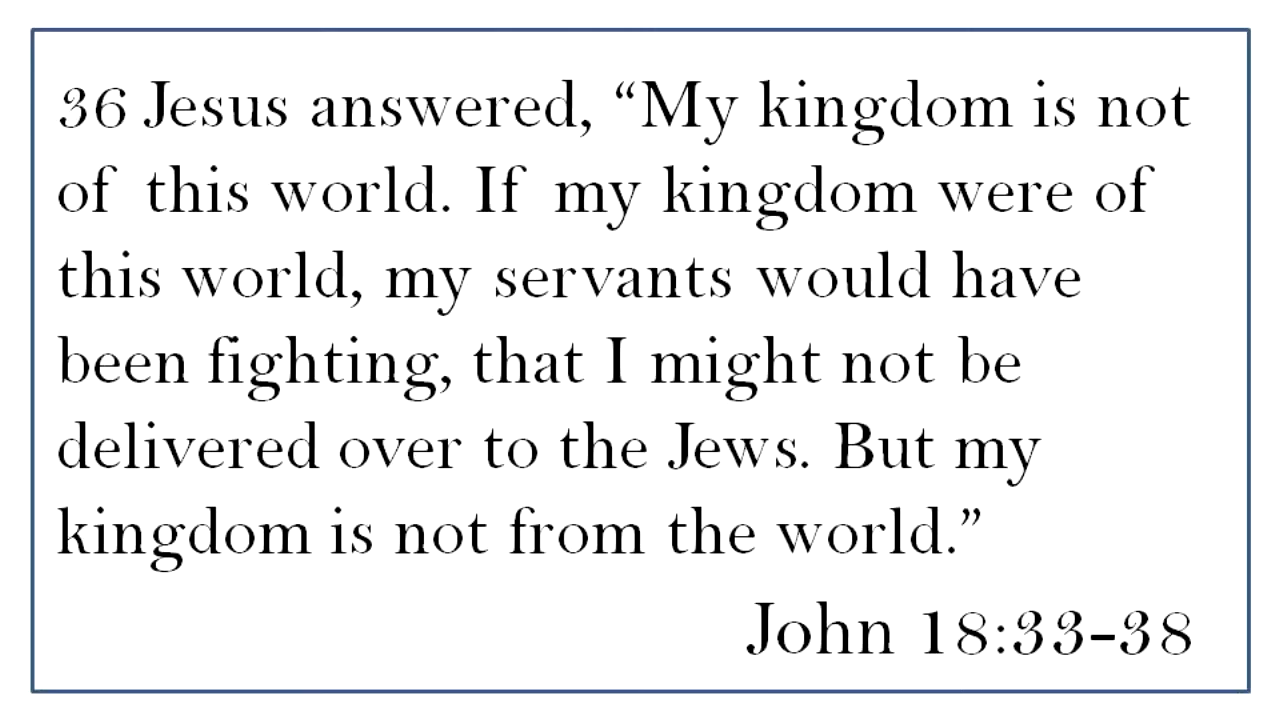 36 Jesus answered, “My kingdom is not
of this world. If my kingdom were of
this world, my servants would have
been fighting, that I might not be
delivered over to the Jews. But my
kingdom is not from the world.”
John 18:33–38